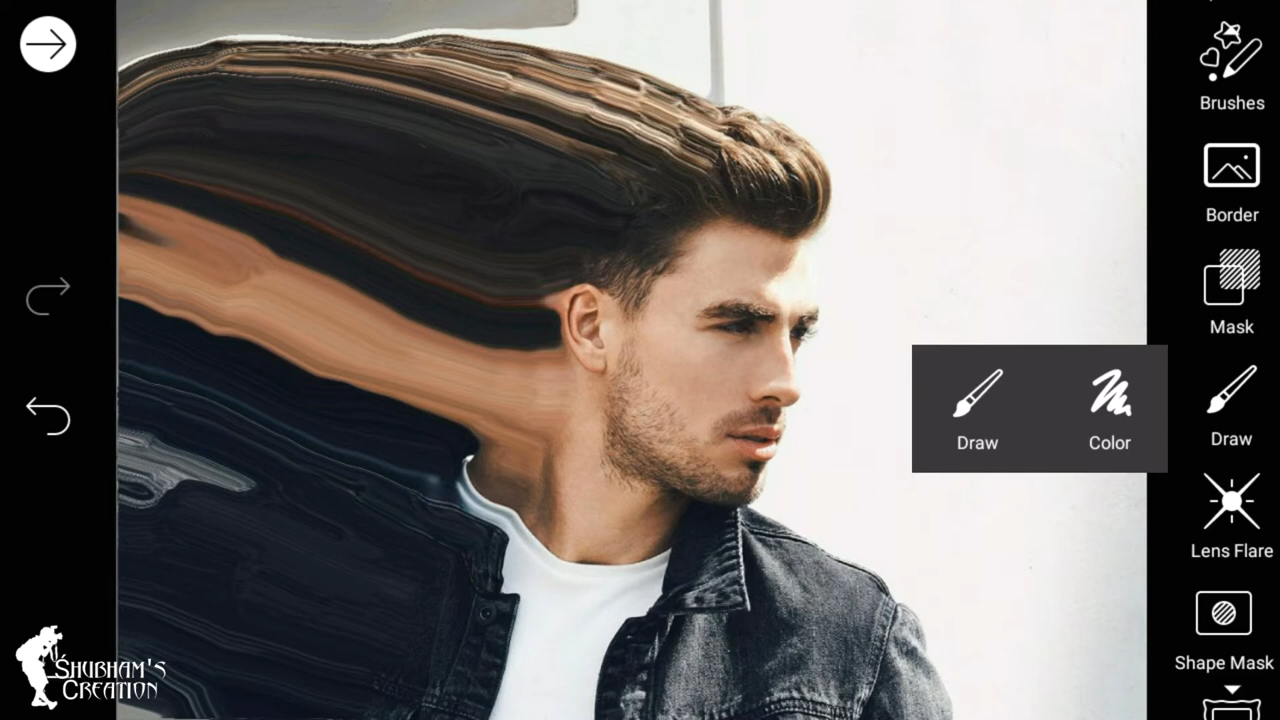 Brushes
Border
Mask
Draw
Draw
Color
Lens Flare
Shape Mask
SHUBHAM'S
CREATION